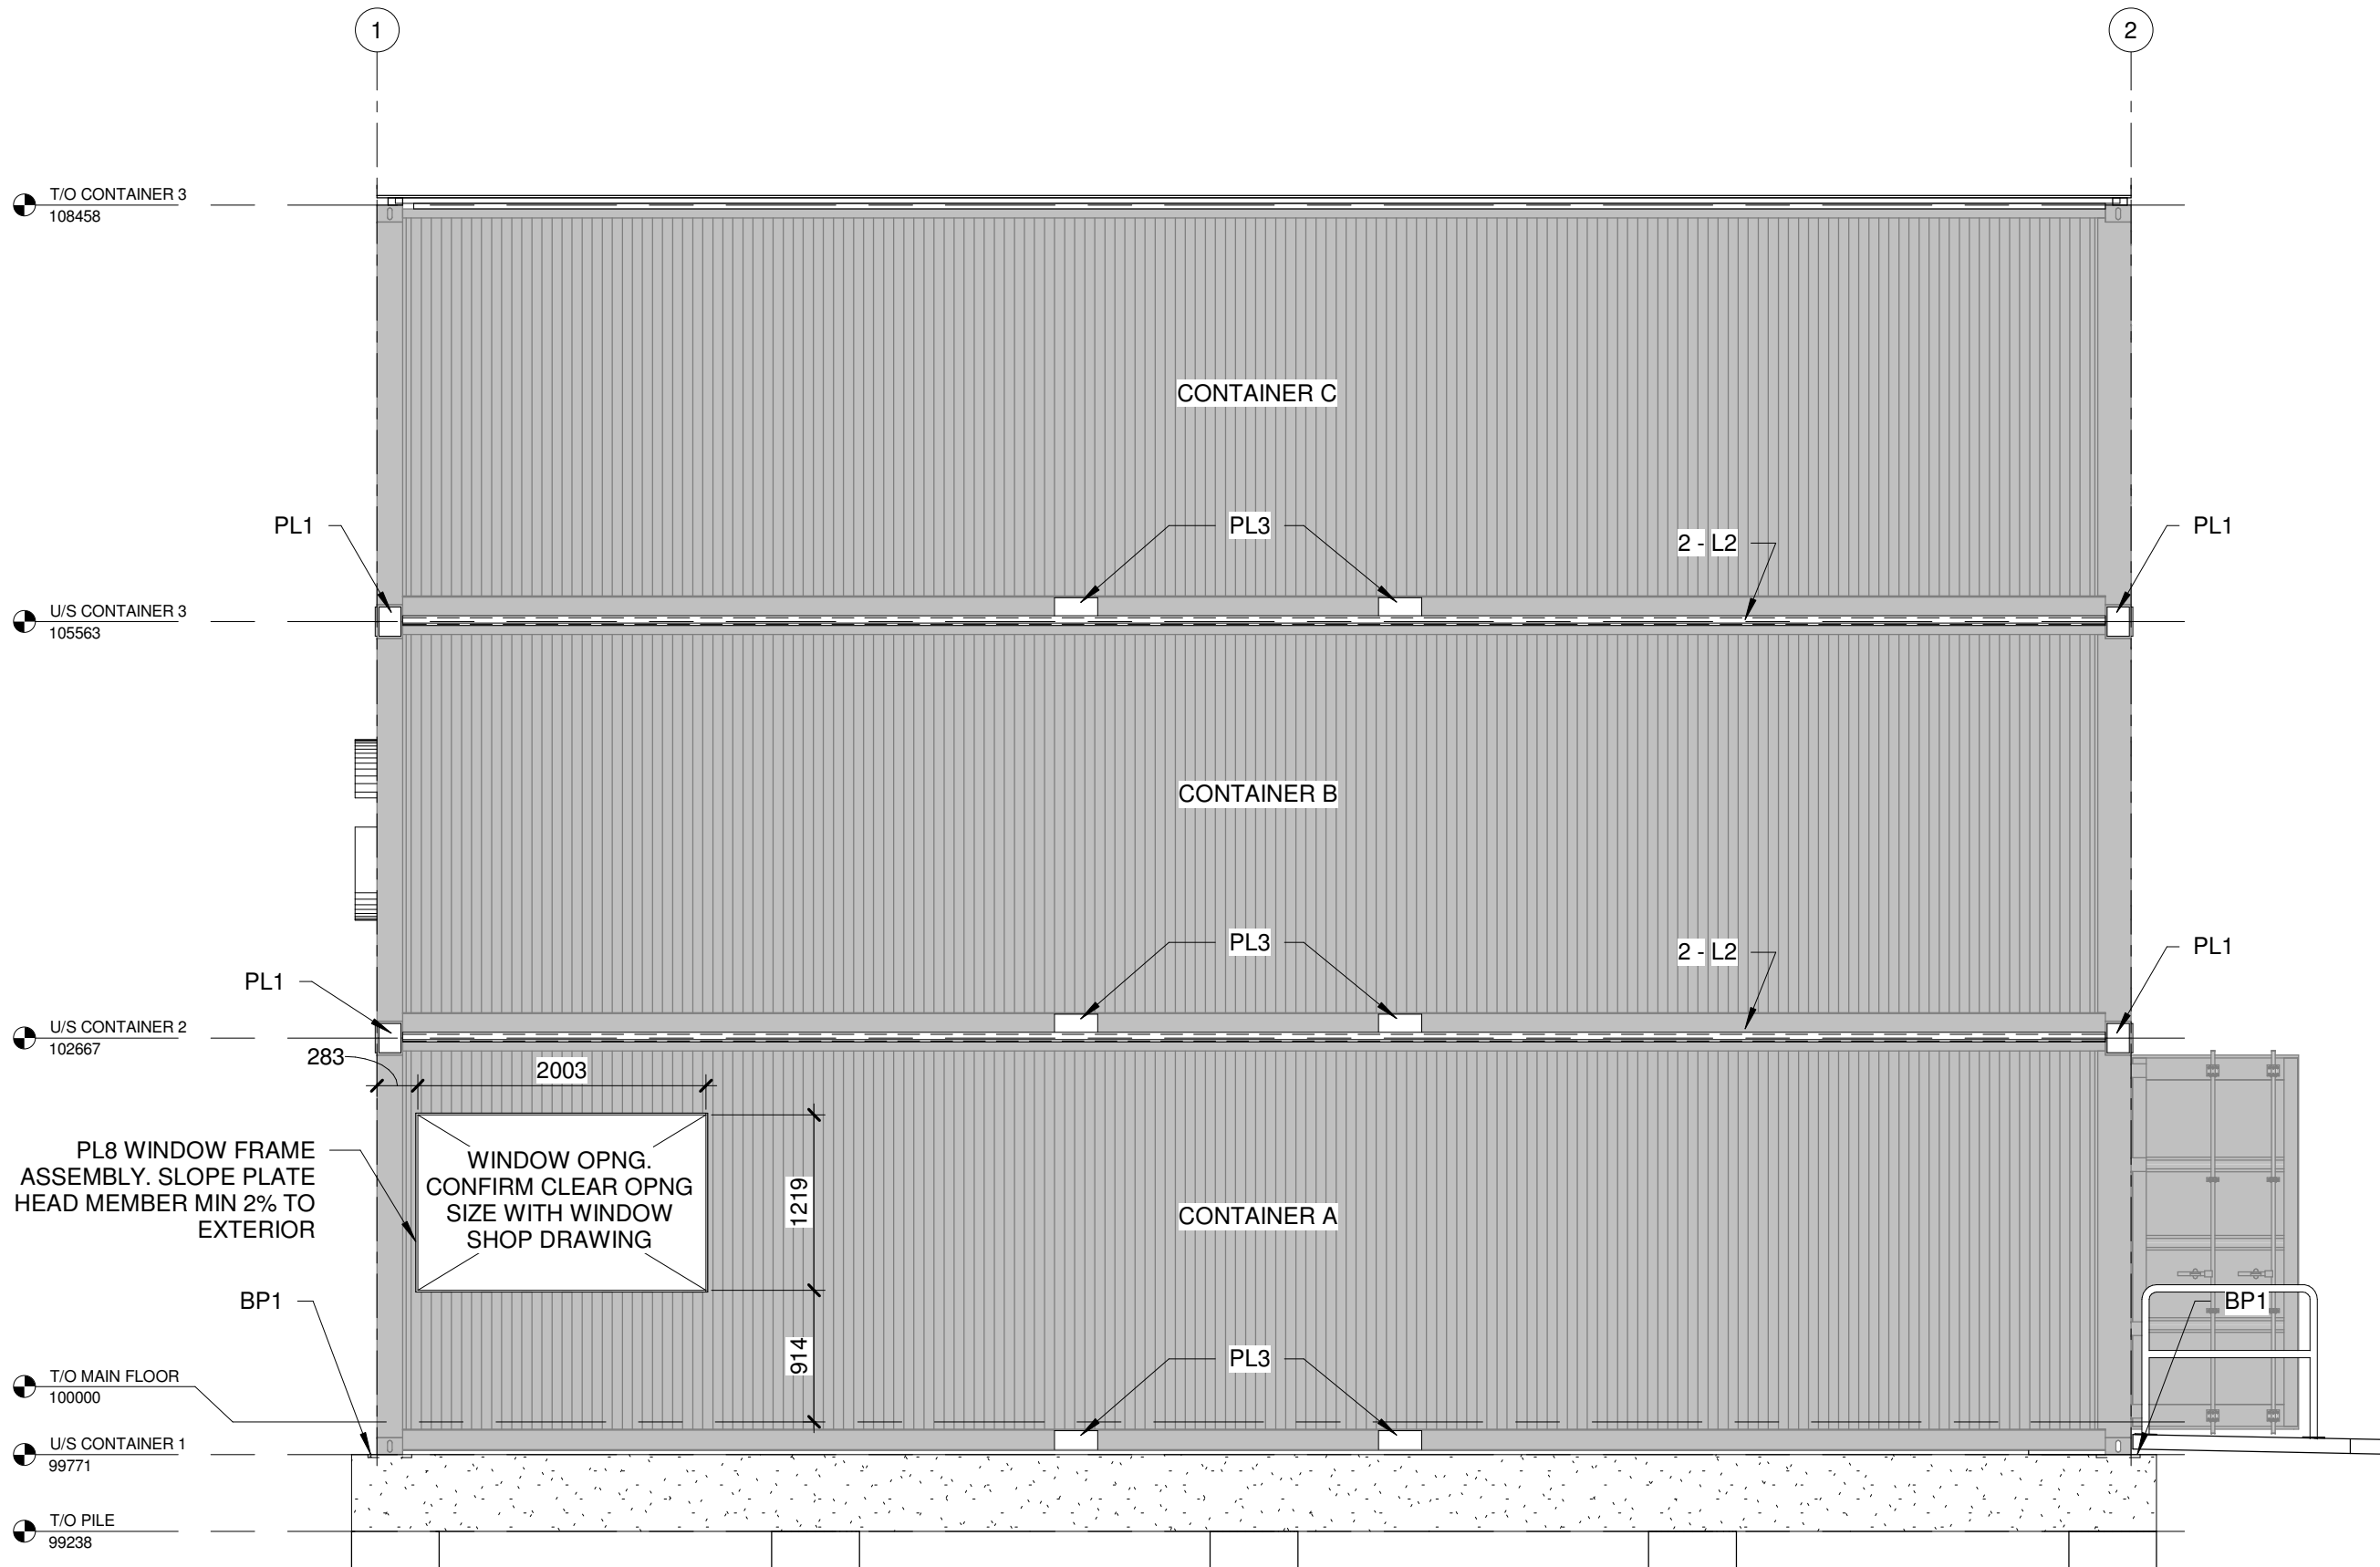 1
2
T/O CONTAINER 3
108458
CONTAINER C
PL1
PL3
2 - L2
PL1
U/S CONTAINER 3
105563
CONTAINER B
PL3
2 - L2
PL1
PL1
U/S CONTAINER 2
102667
283
2003
PL8 WINDOW FRAME
ASSEMBLY. SLOPE PLATE
HEAD MEMBER MIN 2% TO
EXTERIOR
WINDOW OPNG.
CONFIRM CLEAR OPNG
SIZE WITH WINDOW
SHOP DRAWING
1219
CONTAINER A
BP1
BP1
914
PL3
T/O MAIN FLOOR
100000
U/S CONTAINER 1
99771
T/O PILE
99238